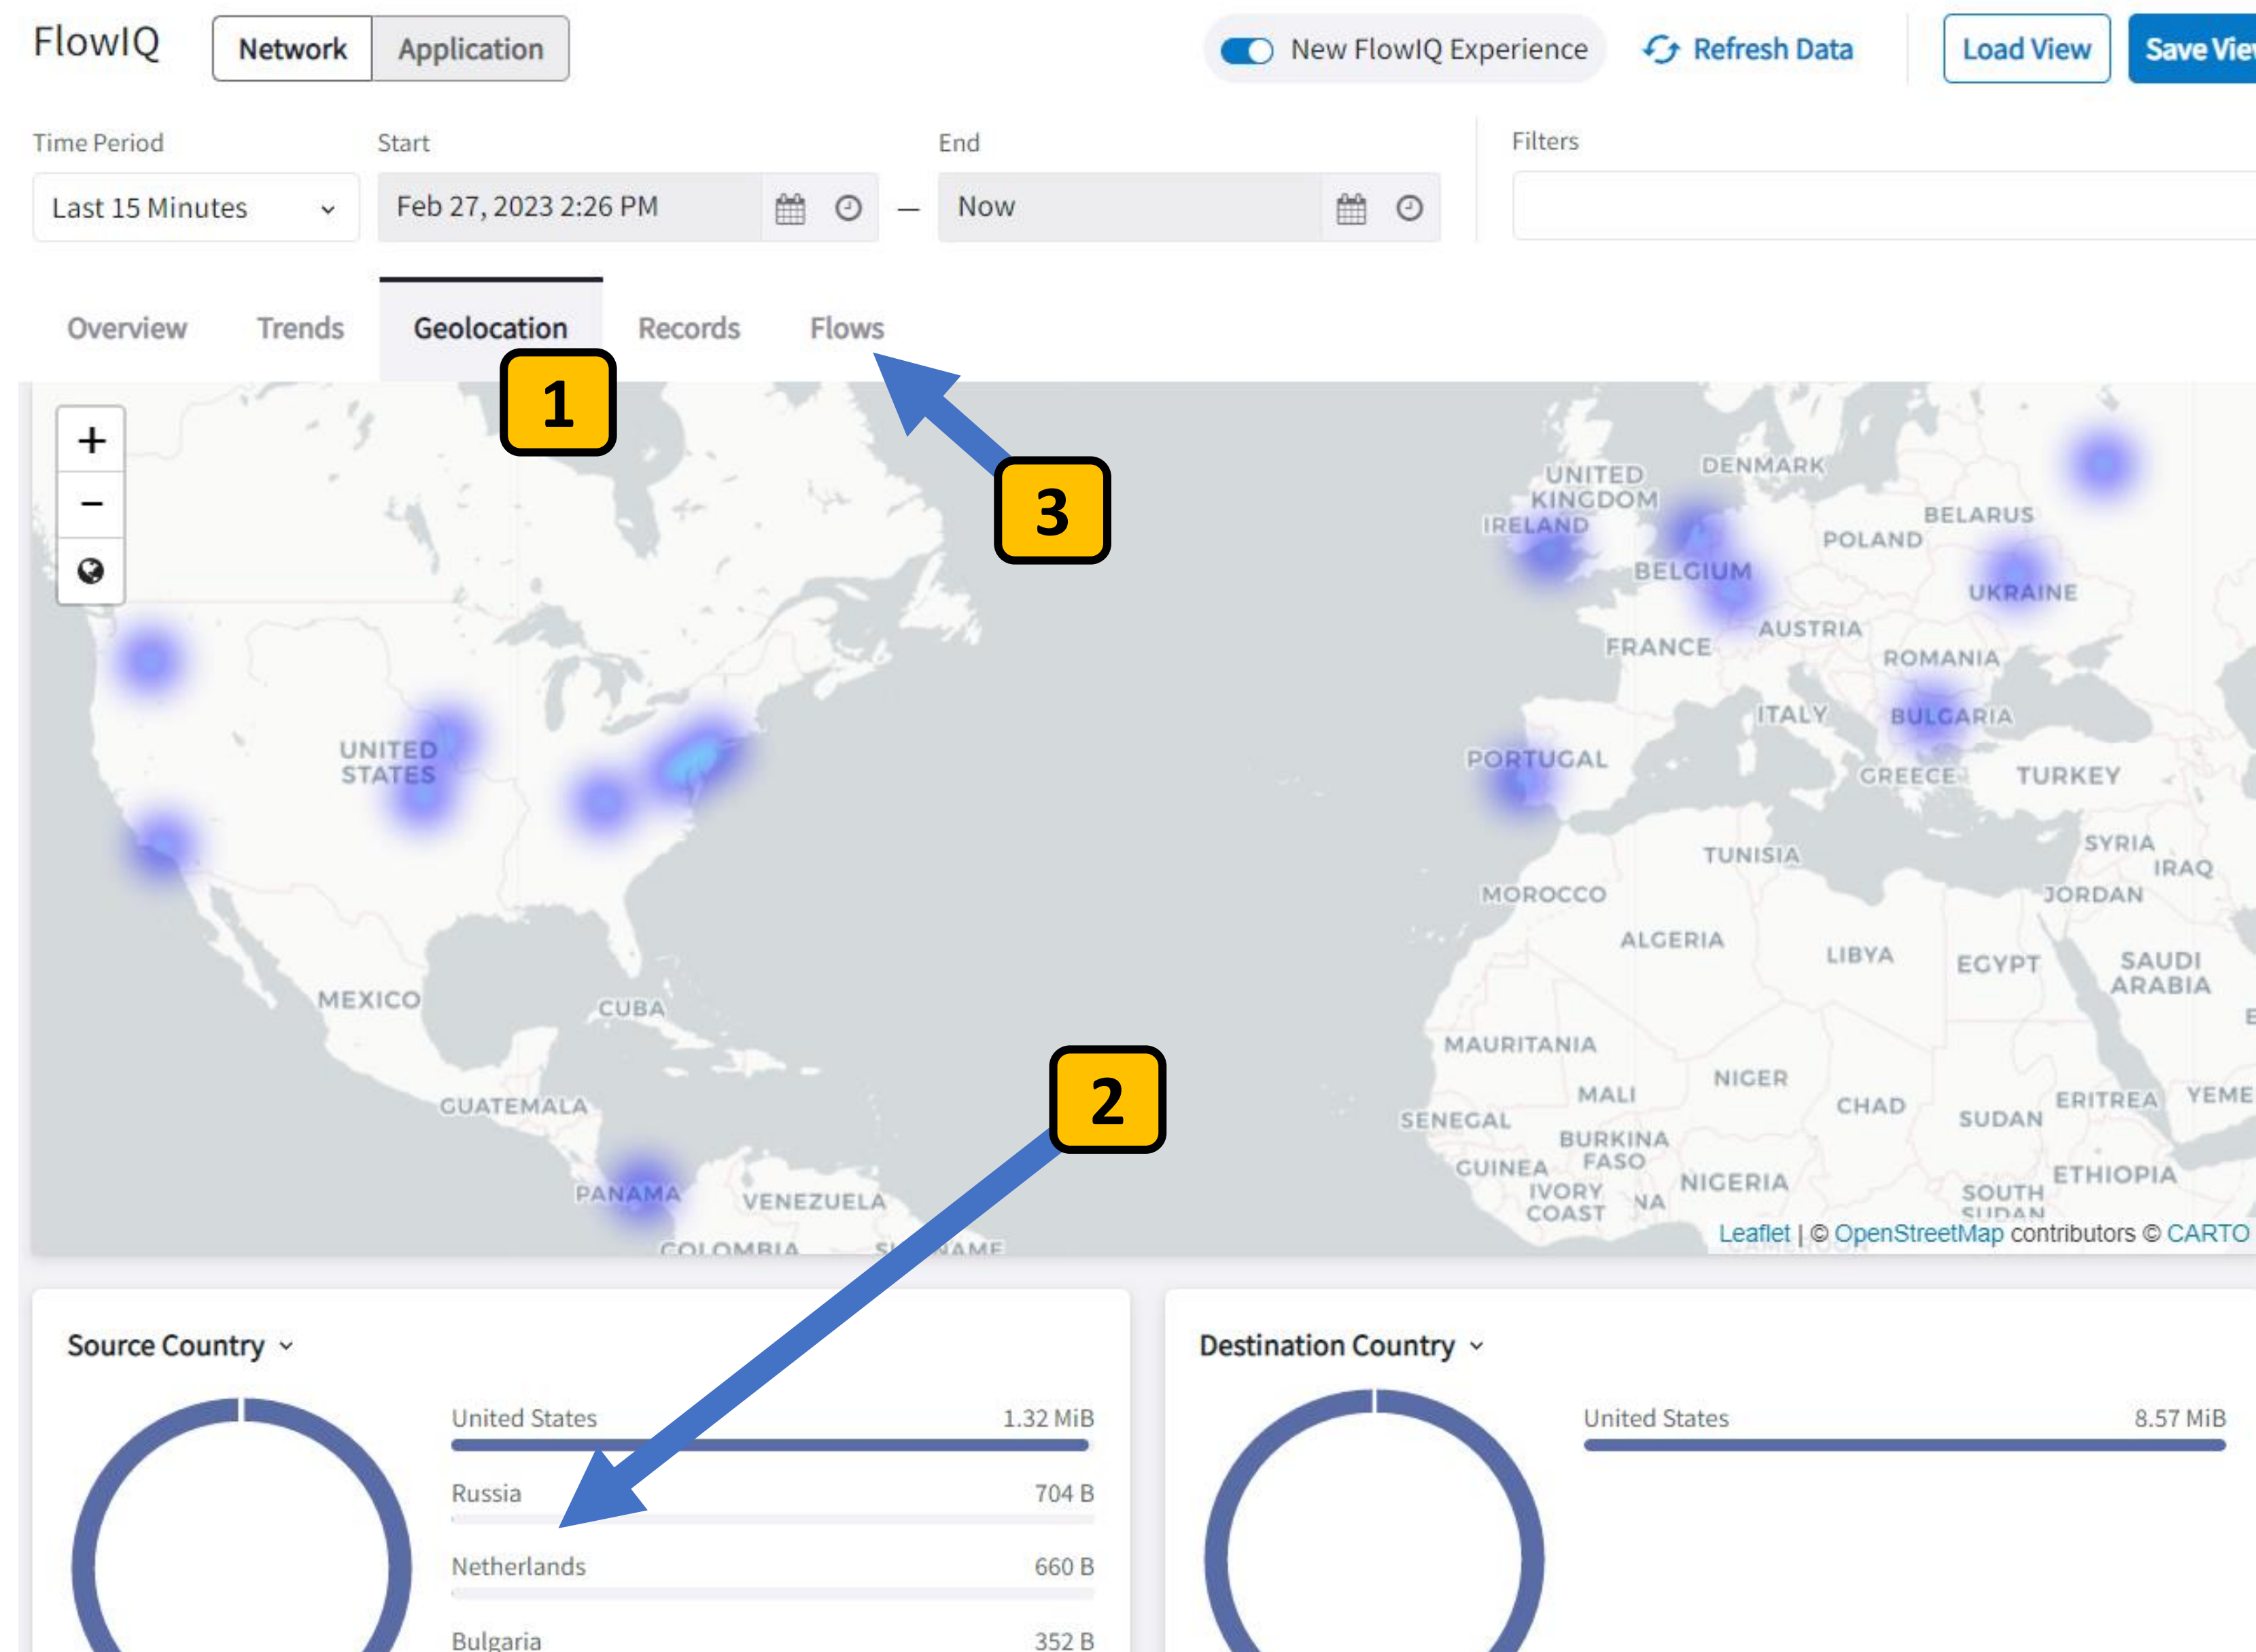 FlowIQ Network Application New FlowIQ Experience Refresh Data Load View Save View
Time Period Start End Filters
Last 15 Minutes Feb 27, 2023 2:26 PM — Now
Overview Trends Geolocation Records Flows
1
+
3
−
UNITED KINGDOM
DENMARK
IRELAND
BELARUS
POLAND
BELGIUM
UKRAINE
AUSTRIA
FRANCE
ROMANIA
ITALY
BULGARIA
UNITED STATES
PORTUGAL
GREECE
TURKEY
SYRIA
TUNISIA
IRAQ
MOROCCO
JORDAN
ALGERIA
LIBYA
EGYPT
SAUDI ARABIA
MEXICO
CUBA
MAURITANIA
2
NIGER
MALI
GUATEMALA
CHAD
ERITREA
YEME
SENEGAL
SUDAN
BURKINA FASO
GUINEA
ETHIOPIA
PANAMA
VENEZUELA
IVORY COAST
NA
NIGERIA
SOUTH SUDAN
COLOMBIA
Leaflet | © OpenStreetMap contributors © CARTO
Source Country Destination Country
United States 1.32 MiB United States 8.57 MiB
Russia 704 B
Netherlands 660 B
Bulgaria 352 B